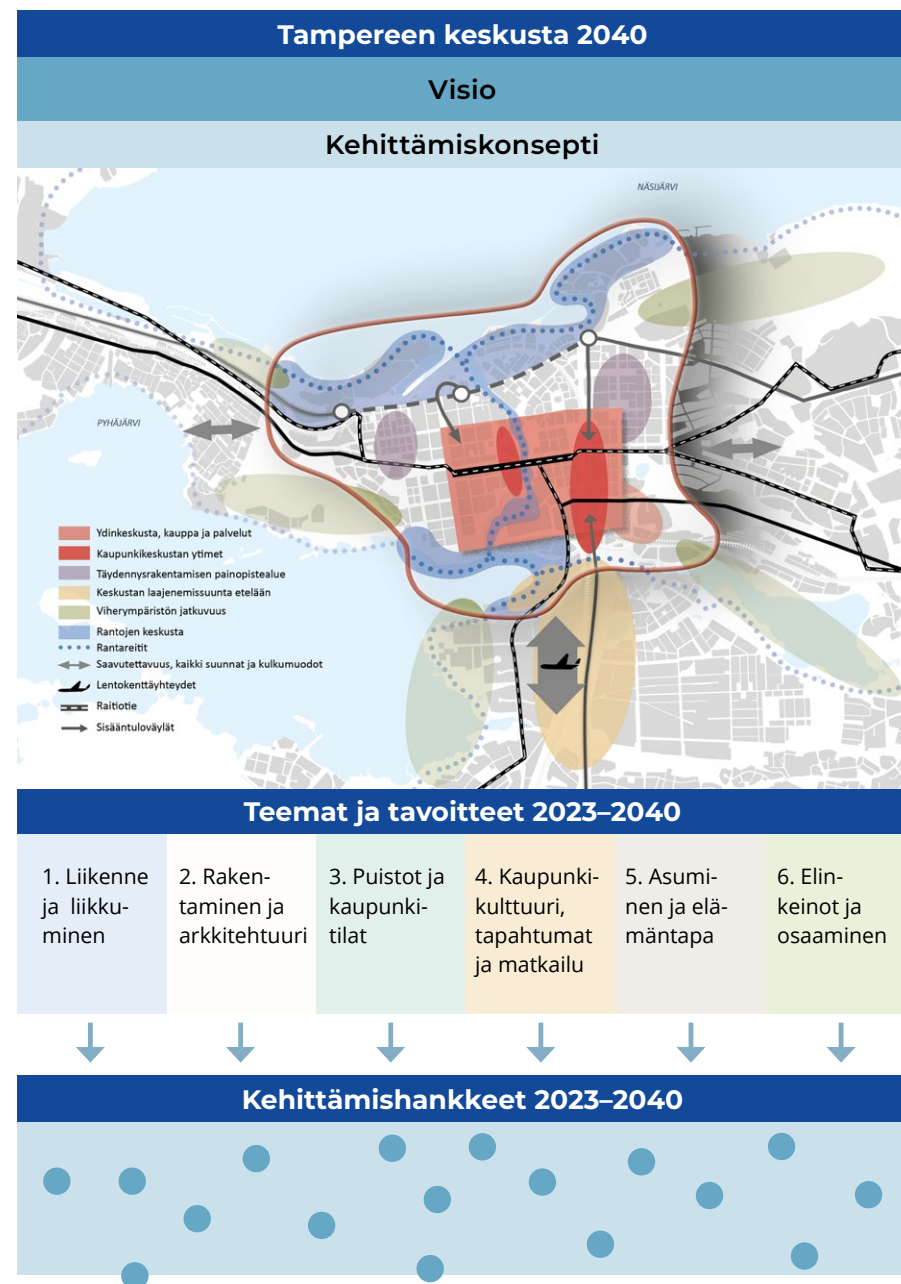 Tampereen keskusta 2040
Visio
Kehittämiskonsepti
NÄSIJÄRVI
PYHÄJÄRVI
Ydinkeskusta, kauppa ja palvelut
Kaupunkikeskustan ytimet
Täydennysrakentamisen painopistealue
Keskustan laajenemissuunta etelään
Viherympäristön jatkuvuus
Rantojen keskusta
Rantareitit
Saavutettavuus, kaikki suunnat ja kulkumuodot
Lentokenttäyhteydet
Raitiotie
Sisääntuloväylät
Teemat ja tavoitteet 2023–2040
1. Liikenne
ja liikku-
minen
2. Raken-
taminen ja
arkkitehtuuri
3. Puistot ja
kaupunki-
tilat
4. Kaupunki-
kulttuuri,
tapahtumat
ja matkailu
5. Asumi-
nen ja elä-
mäntapa
6. Elin-
keinot ja
osaaminen
Kehittämishankkeet 2023–2040